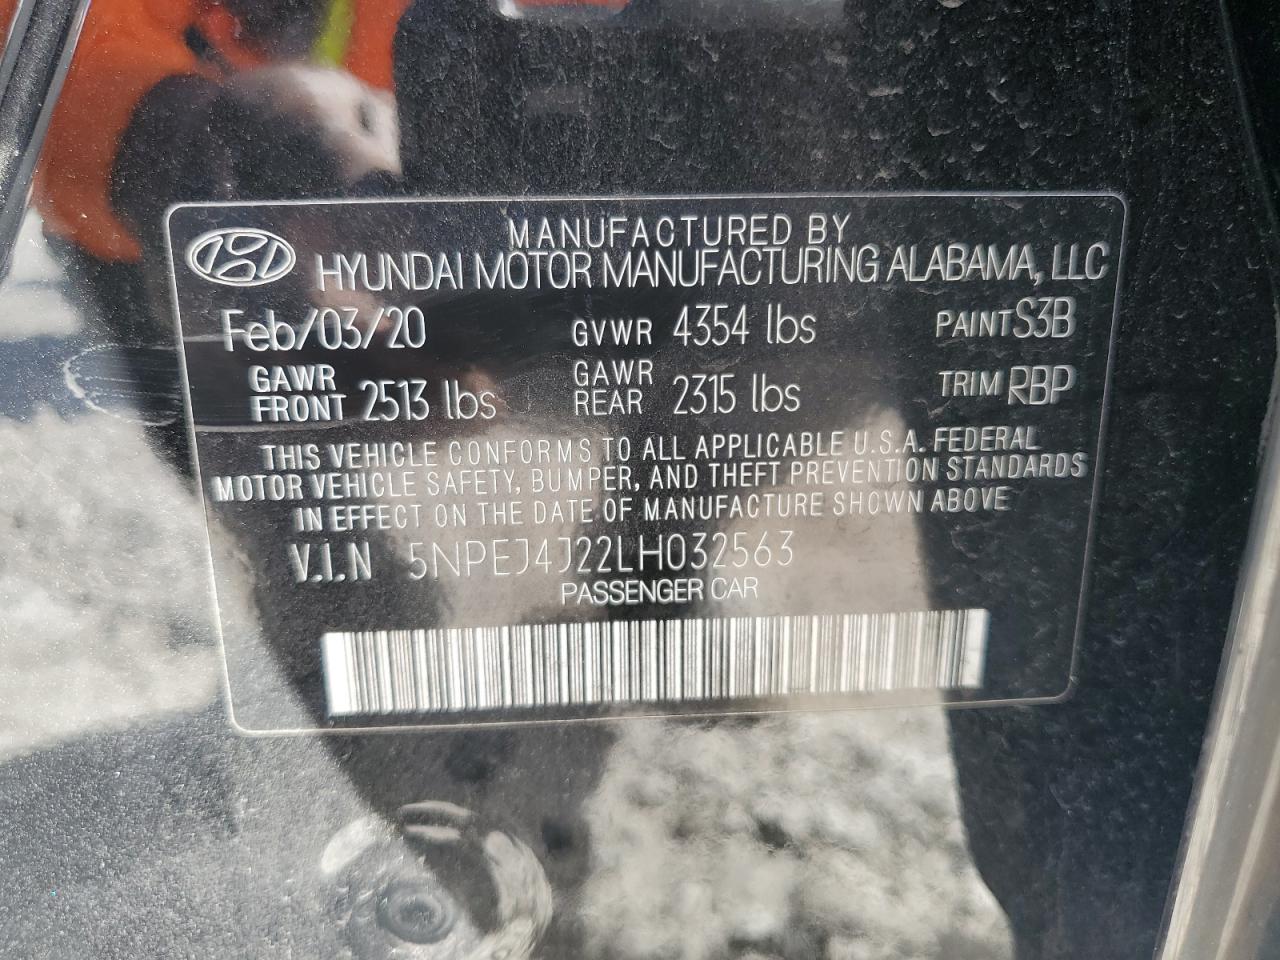 MANUFACTURED BY
HYUNDAI MOTOR MANUFACTURING ALABAMA, LLC
Feb/03/20 GVWR 4354 lbs PAINT S3B
GAWR FRONT 2513 lbs GAWR REAR 2315 lbs TRIM RBP
THIS VEHICLE CONFORMS TO ALL APPLICABLE U.S.A. FEDERAL
MOTOR VEHICLE SAFETY, BUMPER, AND THEFT PREVENTION STANDARDS
IN EFFECT ON THE DATE OF MANUFACTURE SHOWN ABOVE
V.I.N 5NPEJ4J22LH032563
PASSENGER CAR